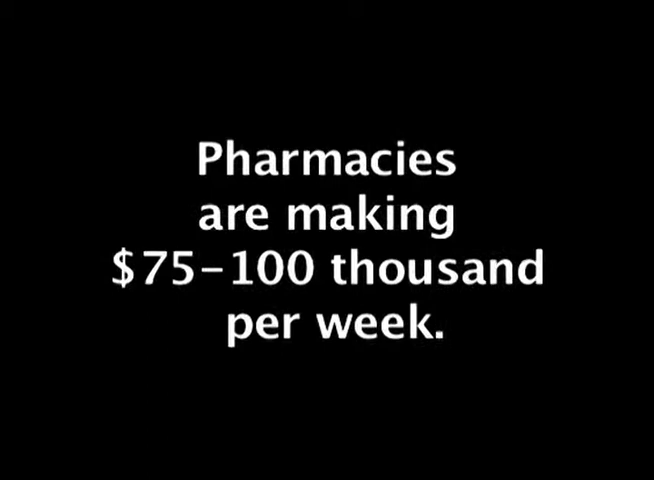 Pharmacies
are making
$75–100 thousand
per week.